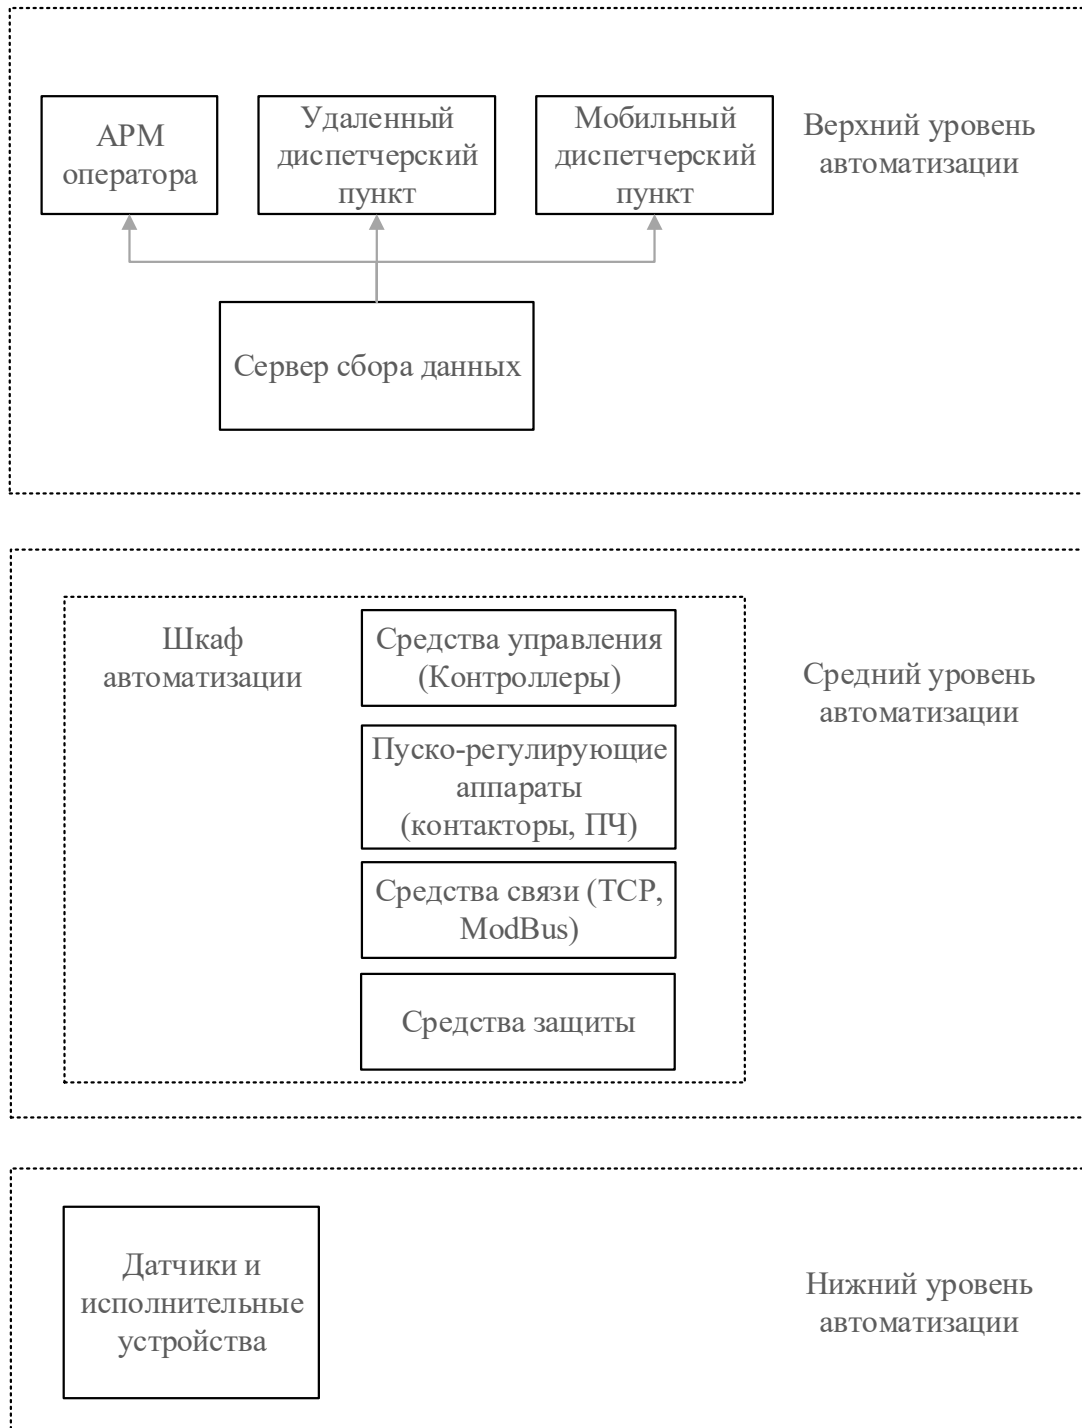 АРМ
оператора
Удаленный
диспетчерский
пункт
Мобильный
диспетчерский
пункт
Верхний уровень
автоматизации
Сервер сбора данных
Шкаф
автоматизации
Средства управления
(Контроллеры)
Средний уровень
автоматизации
Пуско-регулирующие
аппараты
(контакторы, ПЧ)
Средства связи (TCP,
ModBus)
Средства защиты
Датчики и
исполнительные
устройства
Нижний уровень
автоматизации